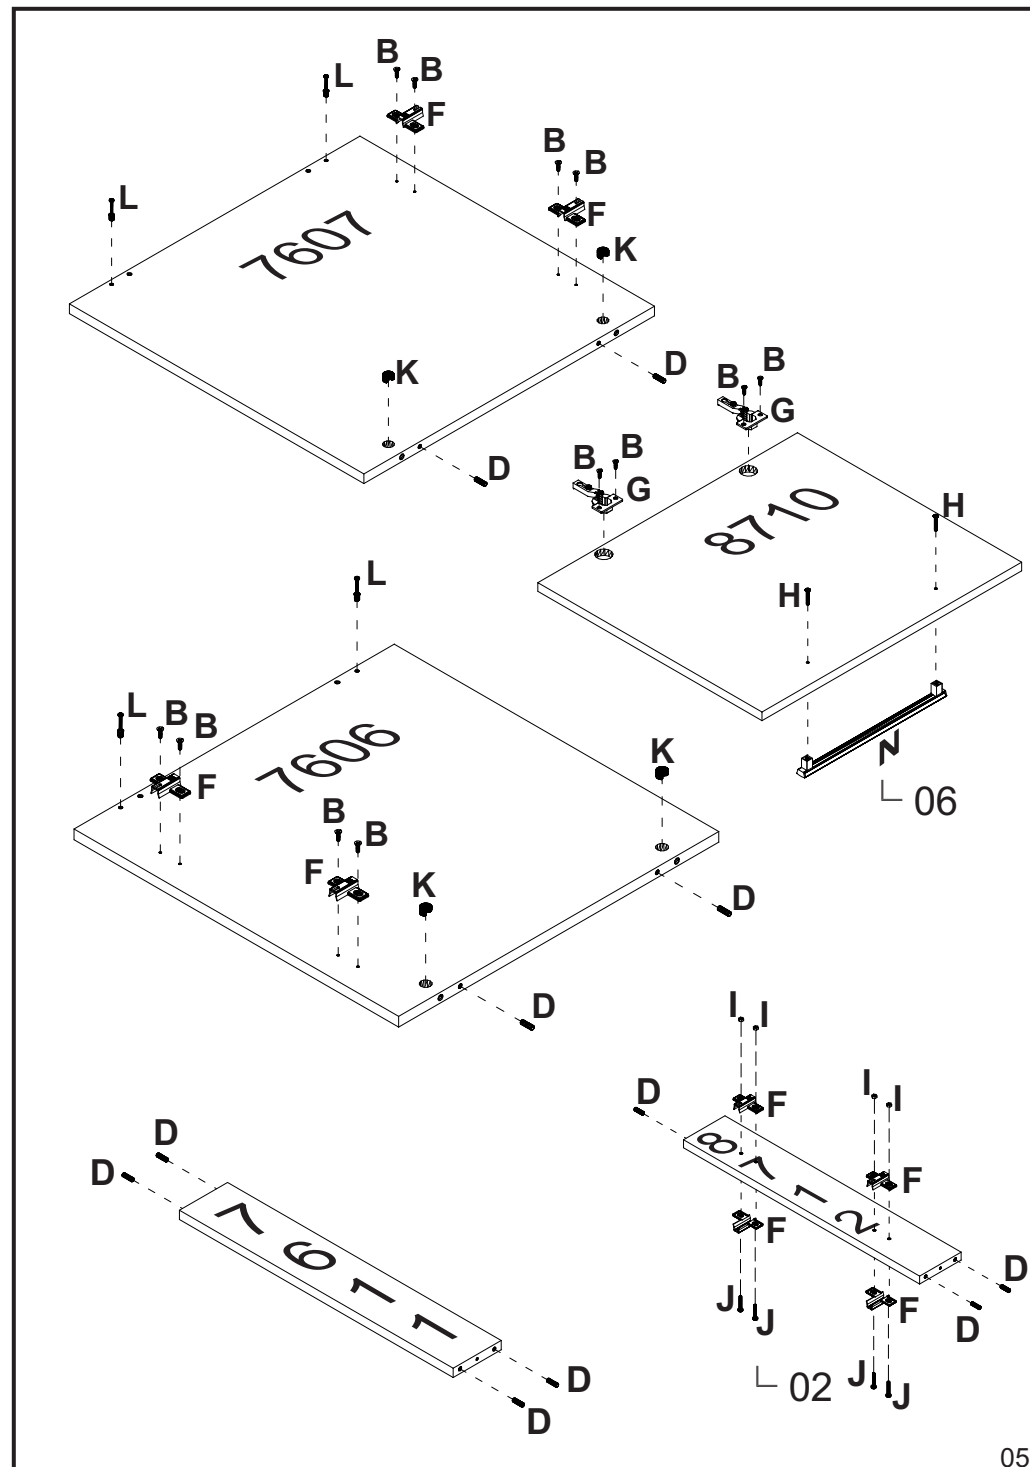 B B
L F
B B
L F
7607 K
K D
D
B B
G
B B
G
8710 H
H
N
∟ 06
L
L B B
F
7606 K
B B
F K
D
D
I I
I I
D F
8712
F F
D
D
F
J J
J J
∟ 02
D
D
7611
D
D
05